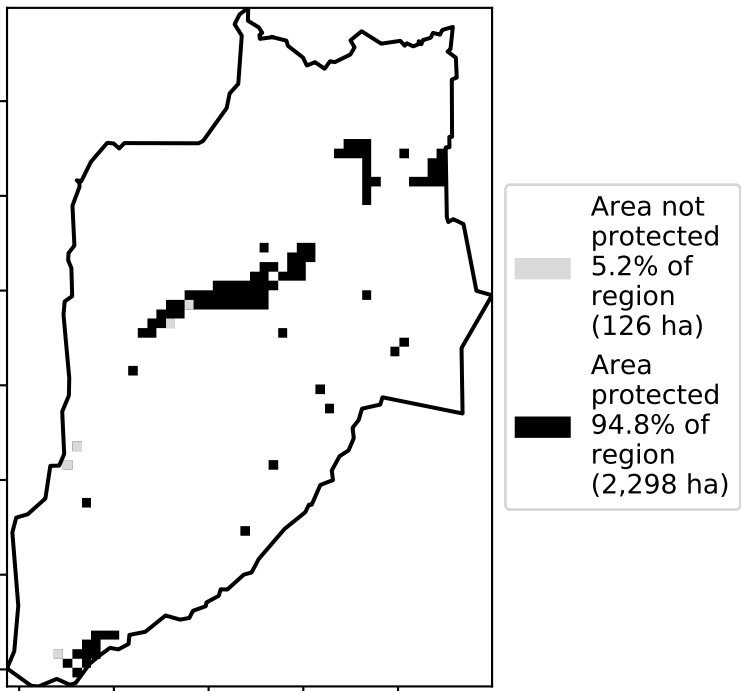 Area not
protected
5.2% of
region
(126 ha)
Area
protected
94.8% of
region
(2,298 ha)